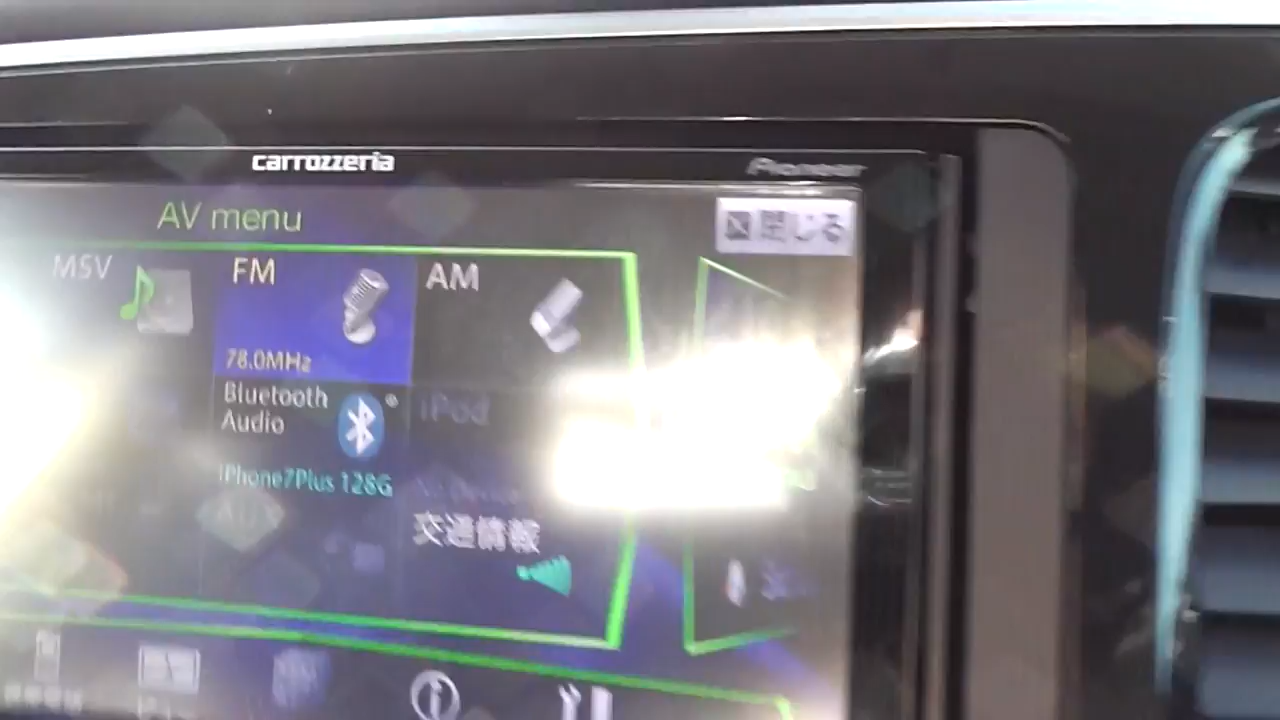 carrozzeria
Pioneer
AV menu
閉じる
MSV
FM
AM
78.0MHz
Bluetooth
Audio
iPod
iPhone7Plus 128G
AUX
交通情報